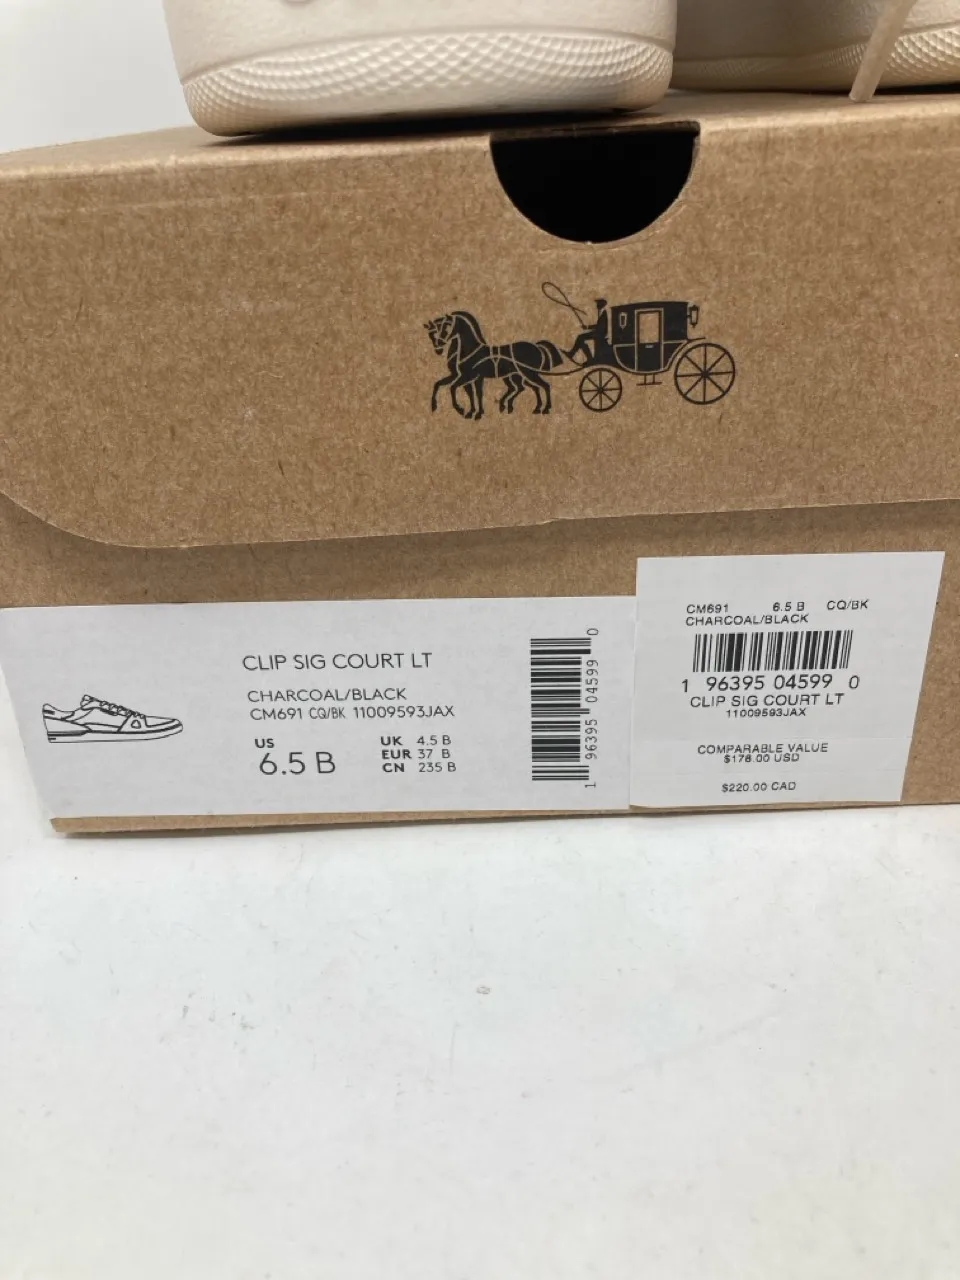 CLIP SIG COURT LT
CHARCOAL/BLACK
CM691 CQ/BK 11009593JAX
US
6.5 B
UK 4.5 B
EUR 37 B
CN 235 B
1 96395 04599 0
CM691 6.5 B CQ/BK
CHARCOAL/BLACK
1 96395 04599 0
CLIP SIG COURT LT
11009593JAX
COMPARABLE VALUE
$178.00 USD
$220.00 CAD